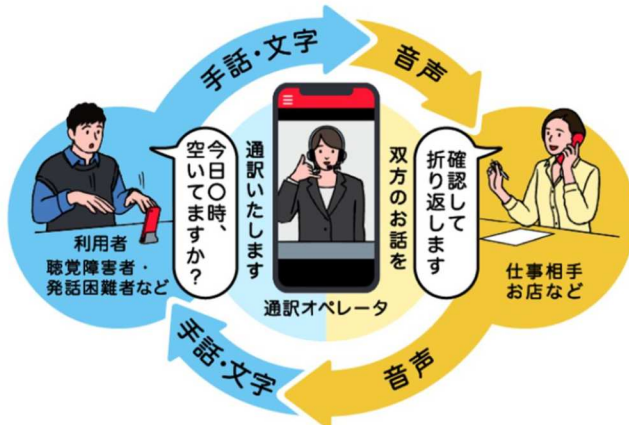 手話・文字
音声
今日〇時、
空いてますか？
通訳いたします
双方のお話を
確認して
折り返します
利用者
聴覚障害者・
発話困難者など
通訳オペレータ
仕事相手
お店など
手話・文字
音声